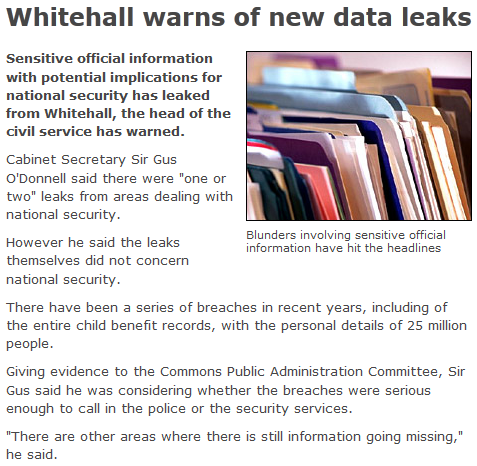 Whitehall warns of new data leaks
Sensitive official information
with potential implications for
national security has leaked
from Whitehall, the head of the
civil service has warned.
Cabinet Secretary Sir Gus
O'Donnell said there were "one or
two" leaks from areas dealing with
national security.
However he said the leaks
themselves did not concern
national security.
Blunders involving sensitive official
information have hit the headlines
There have been a series of breaches in recent years, including of
the entire child benefit records, with the personal details of 25 million
people.
Giving evidence to the Commons Public Administration Committee, Sir
Gus said he was considering whether the breaches were serious
enough to call in the police or the security services.
"There are other areas where there is still information going missing,"
he said.